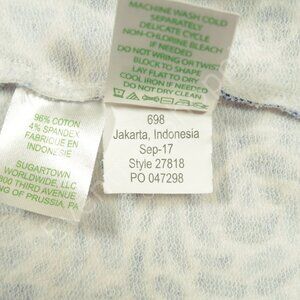 MACHINE WASH COLD
SEPARATELY
DELICATE CYCLE
NON-CHLORINE BLEACH
IF NEEDED
DO NOT WRING OR TWIST
BLOCK TO SHAPE
LAY FLAT TO DRY
COOL IRON IF NEEDED
DO NOT DRY CLEAN
96% COTTON
4% SPANDEX
FABRIQUE EN
INDONESIE
SUGARTOWN
WORLDWIDE, LLC
800 THIRD AVENUE
KING OF PRUSSIA, PA
698
Jakarta, Indonesia
Sep-17
Style 27818
PO 047298